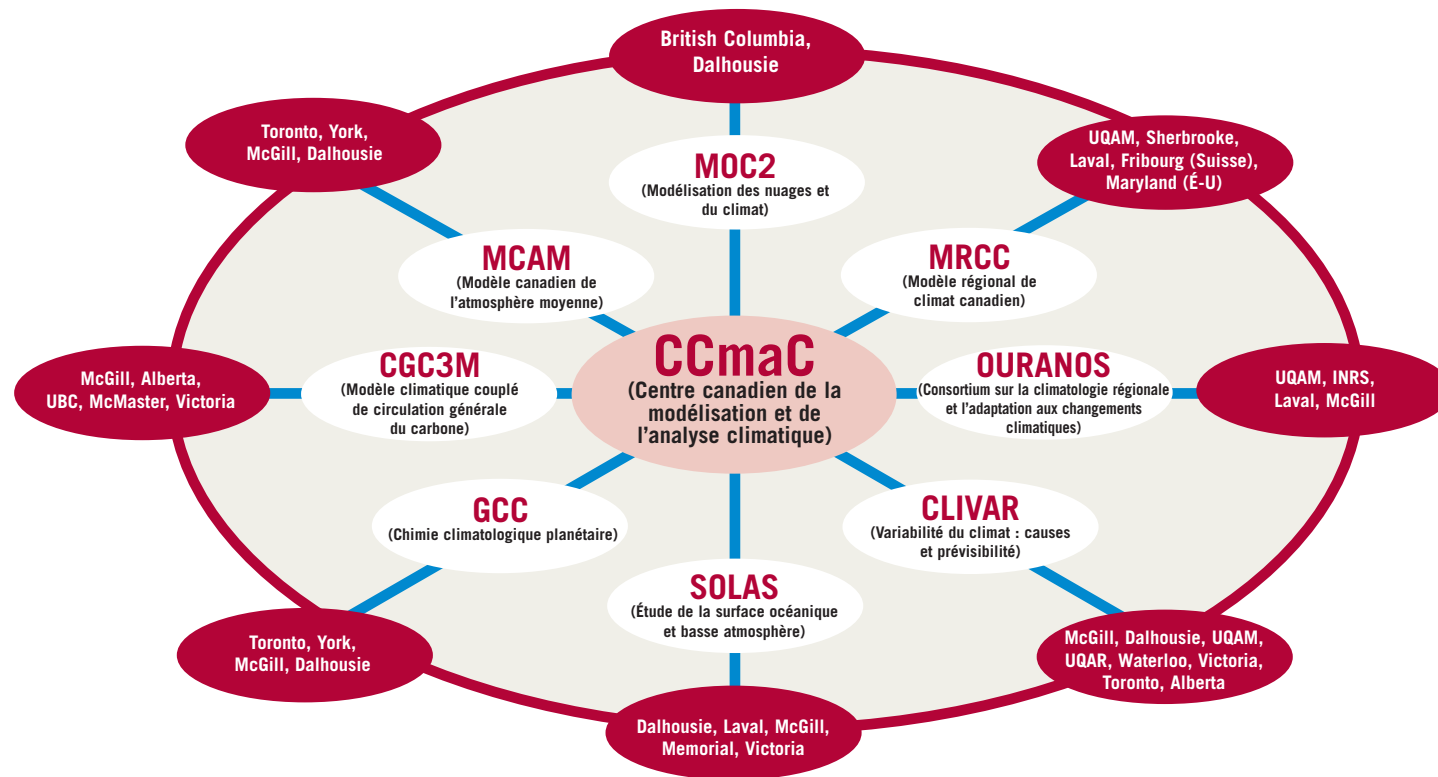 British Columbia,
Dalhousie
Toronto, York,
McGill, Dalhousie
UQAM, Sherbrooke,
Laval, Fribourg (Suisse),
Maryland (É-U)
MOC2
(Modélisation des nuages et
du climat)
MCAM
(Modèle canadien de
l'atmosphère moyenne)
MRCC
(Modèle régional de
climat canadien)
McGill, Alberta,
UBC, McMaster, Victoria
CGC3M
(Modèle climatique couplé
de circulation générale
du carbone)
CCmaC
(Centre canadien de la
modélisation et de
l'analyse climatique)
OURANOS
(Consortium sur la climatologie régionale
et l'adaptation aux changements
climatiques)
UQAM, INRS,
Laval, McGill
GCC
(Chimie climatologique planétaire)
CLIVAR
(Variabilité du climat : causes
et prévisibilité)
SOLAS
(Étude de la surface océanique
et basse atmosphère)
Toronto, York,
McGill, Dalhousie
McGill, Dalhousie, UQAM,
UQAR, Waterloo, Victoria,
Toronto, Alberta
Dalhousie, Laval, McGill,
Memorial, Victoria